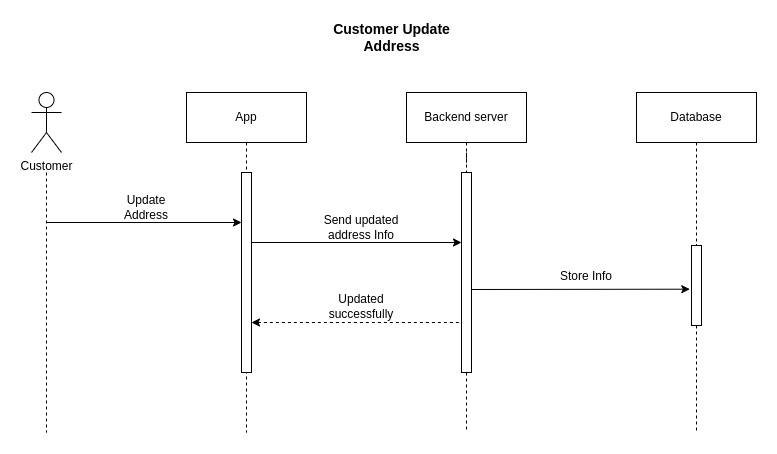 Customer Update
Address
App
Backend server
Database
Customer
Update
Address
Send updated
address Info
Store Info
Updated
successfully